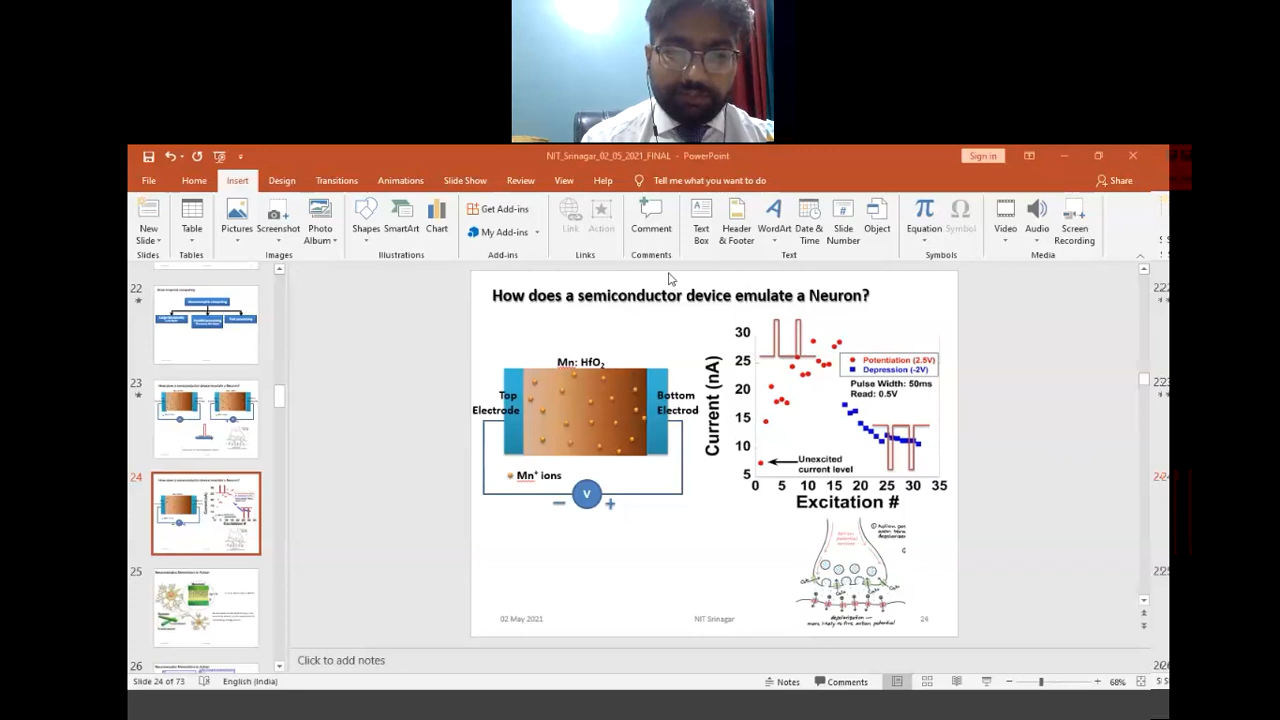 NIT_Srinagar_02_05_2021_FINAL - PowerPoint
Sign in
File Home Insert Design Transitions Animations Slide Show Review View Help Tell me what you want to do
Share
New Slide
Table
Pictures
Screenshot
Photo Album
Shapes
SmartArt
Chart
Get Add-ins
My Add-ins
Link
Action
Comment
Text Box
Header & Footer
WordArt
Date & Time
Slide Number
Object
Equation
Symbol
Video
Audio
Screen Recording
Slides Tables Images Illustrations Add-ins Links Comments Text Symbols Media
22
23
24
25
26
How does a semiconductor device emulate a Neuron?
Mn: HfO₂
Top Electrode
Bottom Electrod
Mn⁺ ions
V
− +
Current (nA)
30
25
20
15
10
5
0 5 10 15 20 25 30 35
Excitation #
Potentiation (2.5V)
Depression (-2V)
Pulse Width: 50ms
Read: 0.5V
Unexcited
current level
depolarization —
more likely to fire action potential
02 May 2021
NIT Srinagar
24
Click to add notes
Slide 24 of 73
English (India)
Notes
Comments
68%